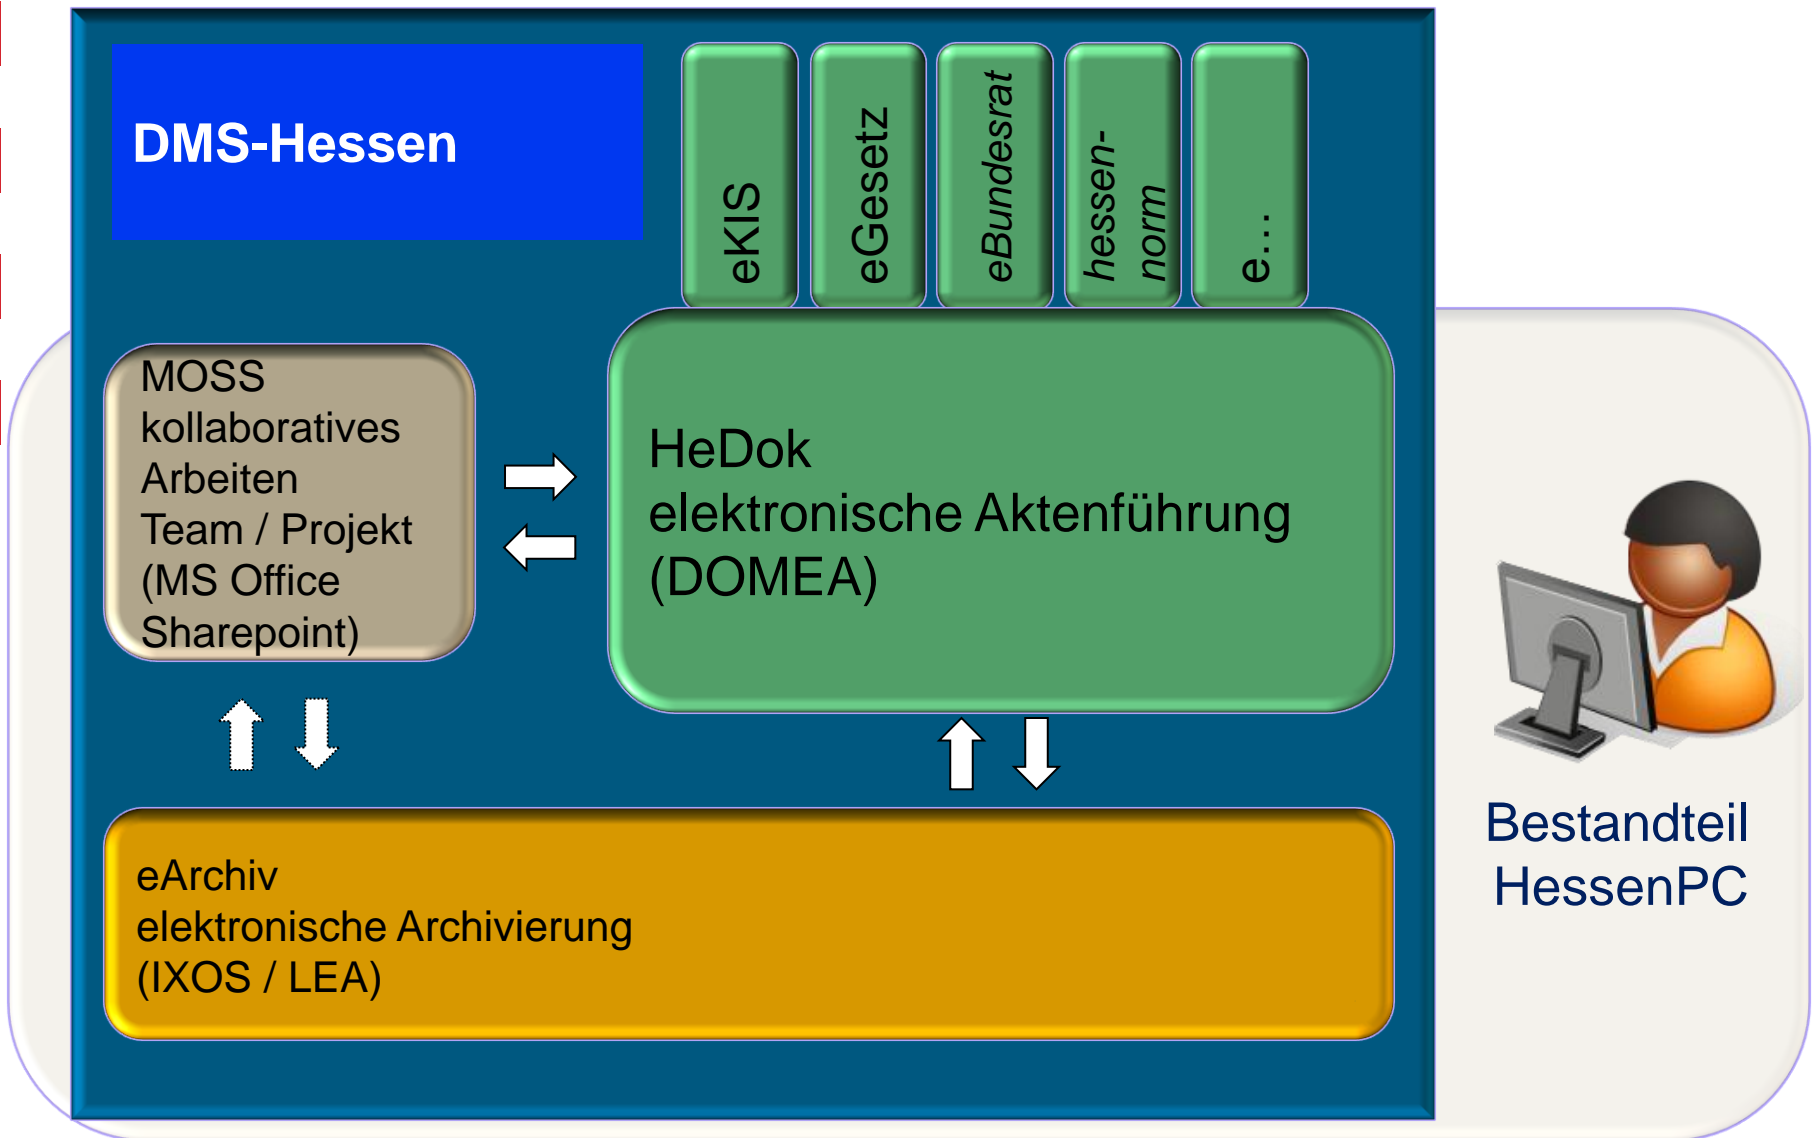 DMS-Hessen
eKIS
eGesetz
eBundesrat
hessen-
norm
e…
MOSS
kollaboratives
Arbeiten
Team / Projekt
(MS Office
Sharepoint)
HeDok
elektronische Aktenführung
(DOMEA)
eArchiv
elektronische Archivierung
(IXOS / LEA)
Bestandteil
HessenPC